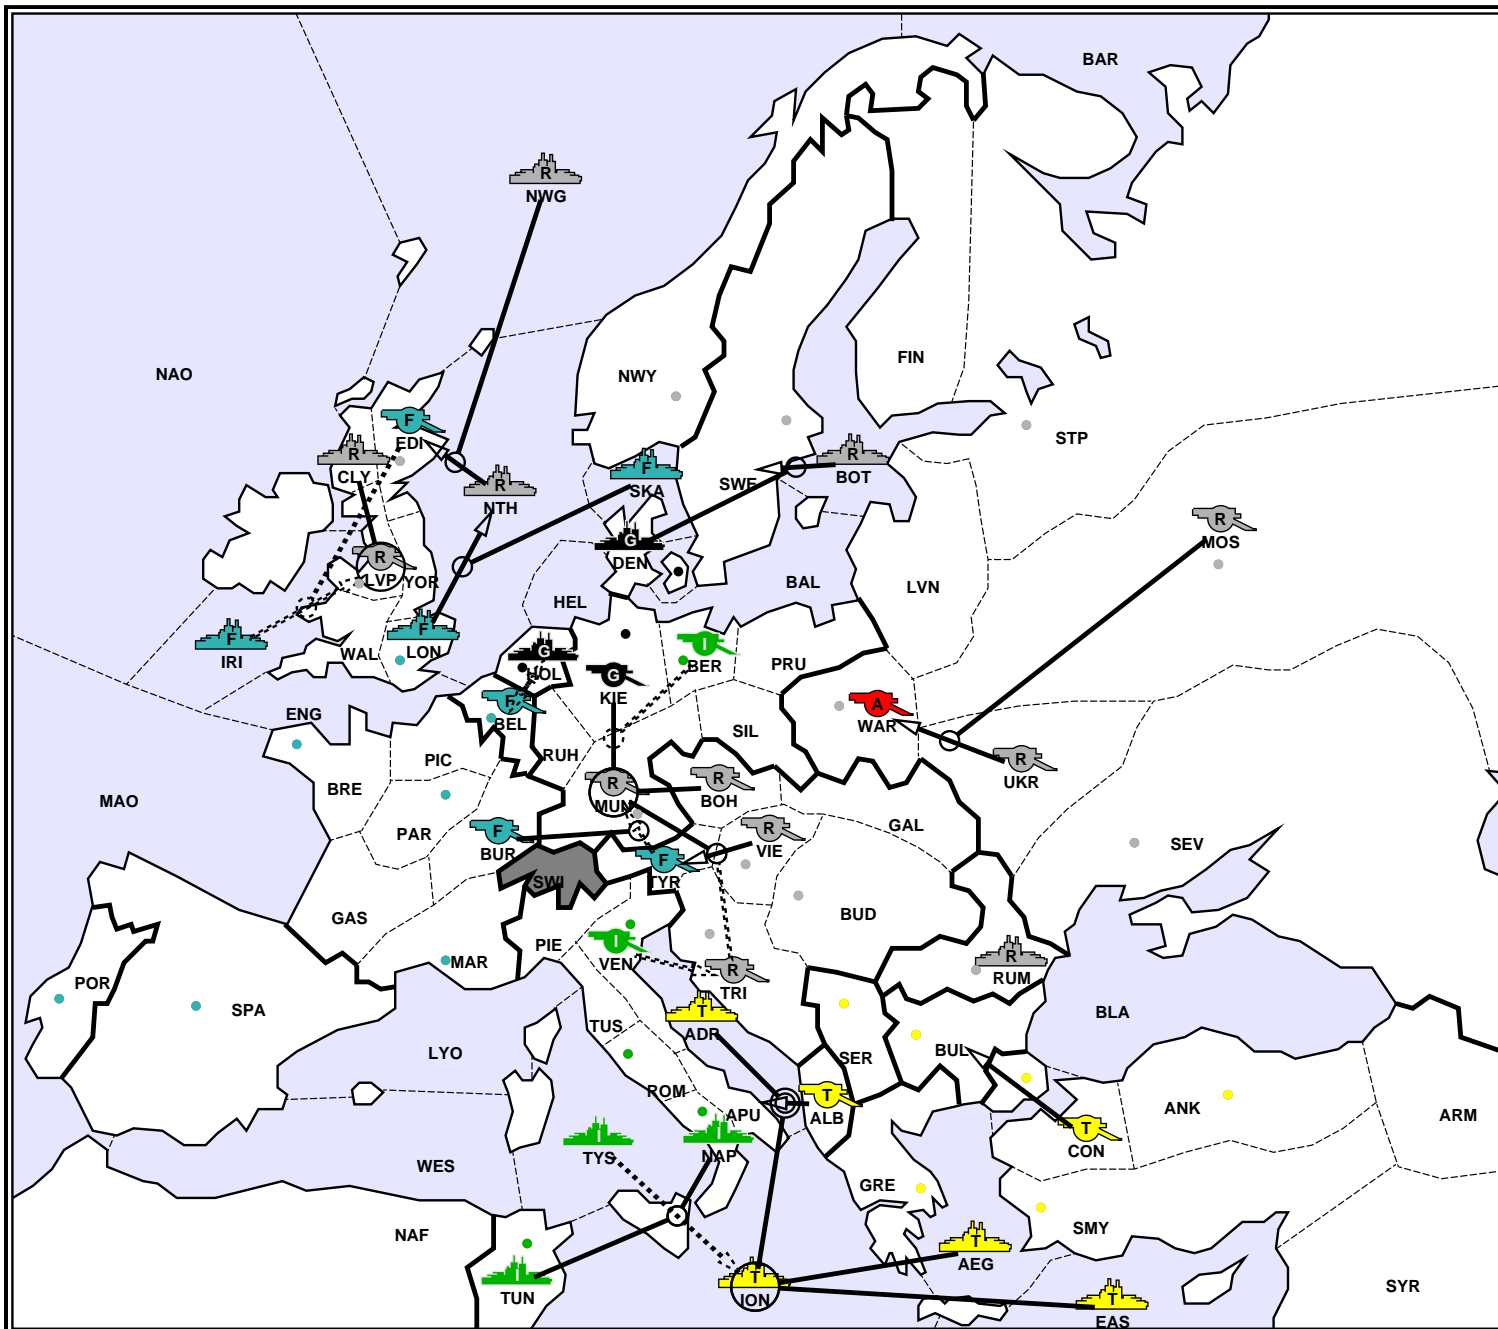 BAR
R
NWG
NAO
FIN
NWY
F
EDI
STP
R
CLY
F
SKA
R
BOT
SWE
R
NTH
R
MOS
G
DEN
R
LVP
YOR
BAL
LVN
HEL
F
IRI
F
LON
WAL
G
HOL
I
BER
PRU
G
KIE
F
BEL
A
WAR
ENG
RUH
SIL
PIC
R
UKR
BRE
R
MUN
R
BOH
MAO
PAR
F
BUR
GAL
R
VIE
SEV
F
TYR
SWI
GAS
BUD
I
VEN
PIE
MAR
R
TRI
R
RUM
POR
SPA
T
ADR
BLA
TUS
LYO
BUL
SER
ROM
T
ALB
APU
ANK
ARM
I
TYS
I
NAP
T
CON
WES
GRE
SMY
NAF
T
AEG
I
TUN
T
ION
SYR
T
EAS